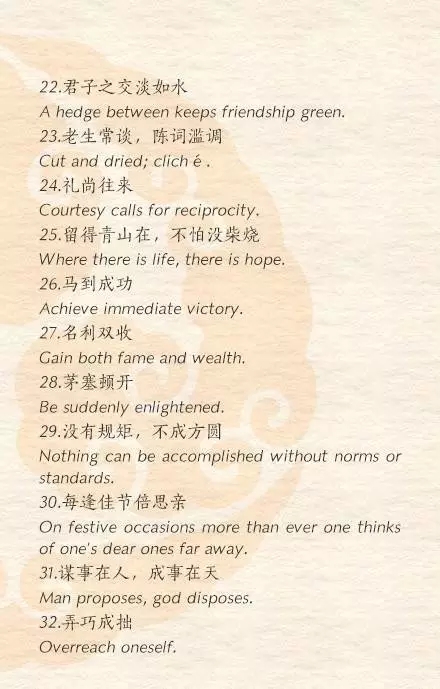 22.君子之交淡如水
A hedge between keeps friendship green.
23.老生常谈，陈词滥调
Cut and dried; clich é .
24.礼尚往来
Courtesy calls for reciprocity.
25.留得青山在，不怕没柴烧
Where there is life, there is hope.
26.马到成功
Achieve immediate victory.
27.名利双收
Gain both fame and wealth.
28.茅塞顿开
Be suddenly enlightened.
29.没有规矩，不成方圆
Nothing can be accomplished without norms or
standards.
30.每逢佳节倍思亲
On festive occasions more than ever one thinks
of one's dear ones far away.
31.谋事在人，成事在天
Man proposes, god disposes.
32.弄巧成拙
Overreach oneself.